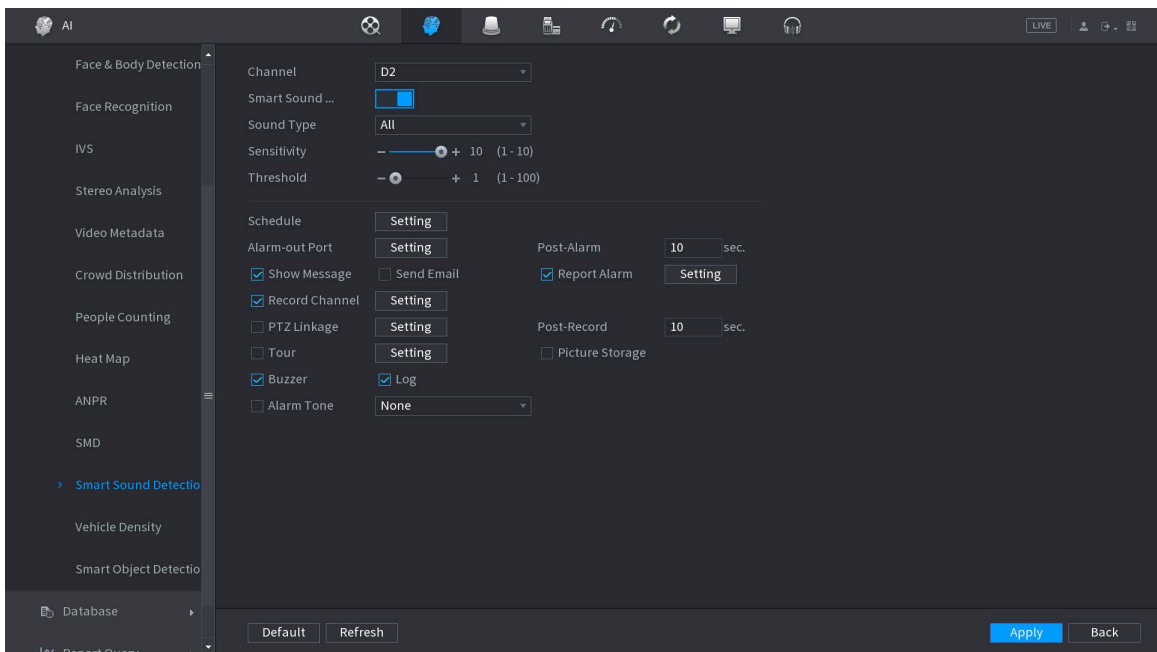 AI
LIVE
Face & Body Detection
Face Recognition
IVS
Stereo Analysis
Video Metadata
Crowd Distribution
People Counting
Heat Map
ANPR
SMD
Smart Sound Detectio
Vehicle Density
Smart Object Detectio
Database
Channel D2
Smart Sound ...
Sound Type All
Sensitivity − + 10 (1 - 10)
Threshold − + 1 (1 - 100)
Schedule Setting
Alarm-out Port Setting Post-Alarm 10 sec.
Show Message Send Email Report Alarm Setting
Record Channel Setting
PTZ Linkage Setting Post-Record 10 sec.
Tour Setting Picture Storage
Buzzer Log
Alarm Tone None
Default Refresh Apply Back